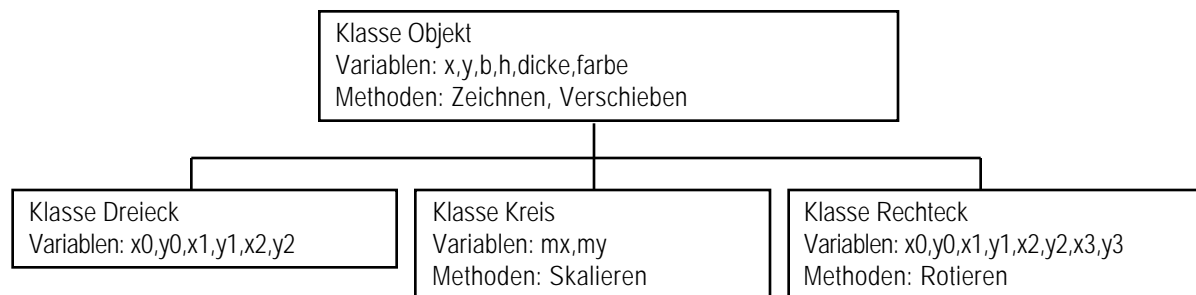 Klasse Objekt
Variablen: x,y,b,h,dicke,farbe
Methoden: Zeichnen, Verschieben
Klasse Dreieck
Variablen: x0,y0,x1,y1,x2,y2
Klasse Kreis
Variablen: mx,my
Methoden: Skalieren
Klasse Rechteck
Variablen: x0,y0,x1,y1,x2,y2,x3,y3
Methoden: Rotieren